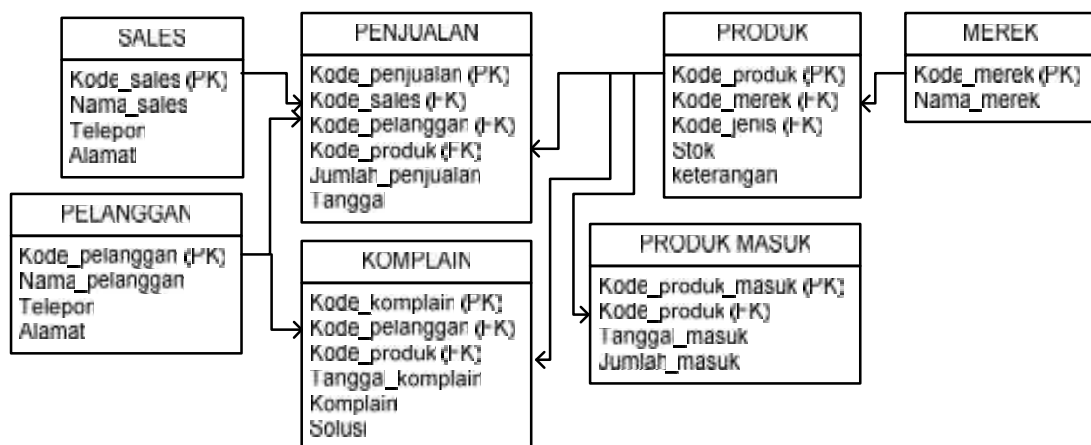 SALES
Kode_sales (PK)
Nama_sales
Telepon
Alamat
PENJUALAN
Kode_penjualan (PK)
Kode_sales (FK)
Kode_pelanggan (FK)
Kode_produk (FK)
Jumlah_penjualan
Tanggal
PRODUK
Kode_produk (PK)
Kode_merek (FK)
Kode_jenis (FK)
Stok
keterangan
MEREK
Kode_merek (PK)
Nama_merek
PELANGGAN
Kode_pelanggan (PK)
Nama_pelanggan
Telepon
Alamat
KOMPLAIN
Kode_komplain (PK)
Kode_pelanggan (FK)
Kode_produk (FK)
Tanggal_komplain
Komplain
Solusi
PRODUK MASUK
Kode_produk_masuk (PK)
Kode_produk (FK)
Tanggal_masuk
Jumlah_masuk